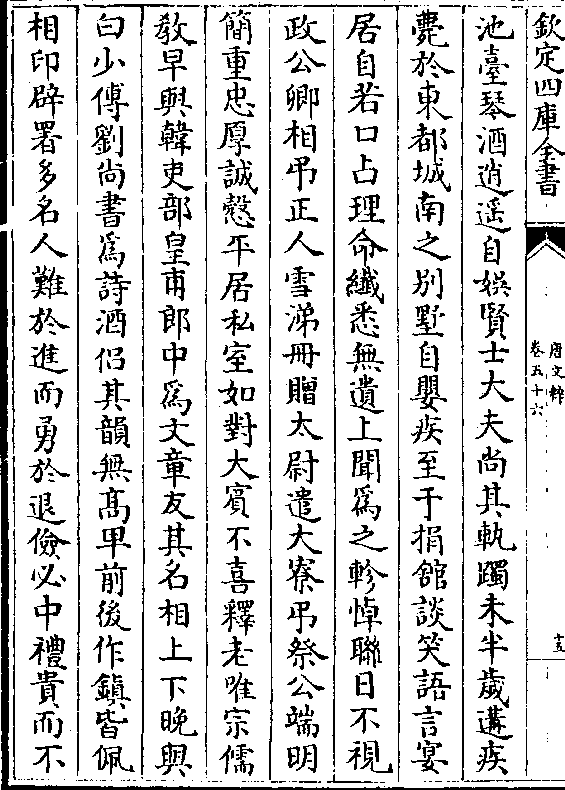 欽定四庫全書
唐文粹
卷五十六
十五
池臺琴酒逍遥自娯賢士大夫尚其軌躅未半歲遘疾
薨於東都城南之别墅自嬰疾至于捐舘談笑語言宴
居自若口占理命纖悉無遺上聞爲之軫悼聨日不視
政公卿相弔正人雪涕冊贈太尉遣大寮弔祭公端明
簡重忠厚誠慤平居私室如對大賔不喜釋老唯宗儒
教早與韓吏部皇甫郎中爲文章友其名相上下晚與
白少傅劉尚書爲詩酒侣其韻無髙卑前後作鎮皆佩
相印辟署多名人難於進而勇於退儉必中禮貴而不